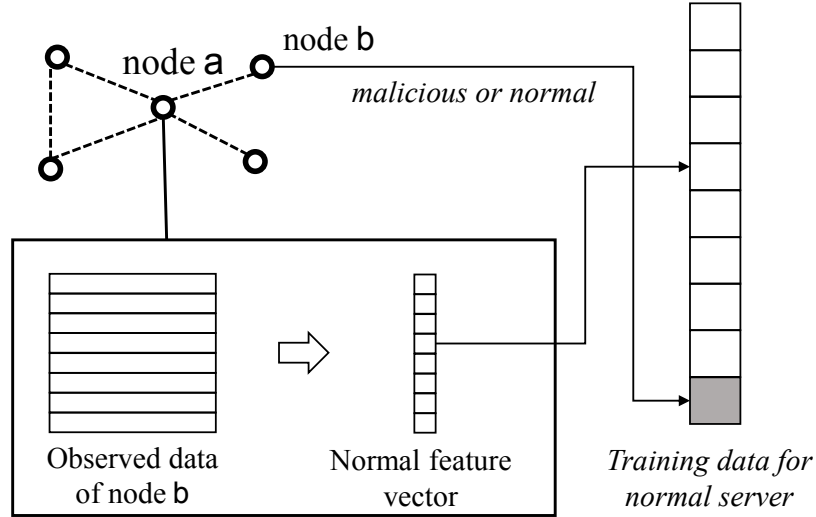 node b
node a
malicious or normal
Observed data
of node b
Normal feature
vector
Training data for
normal server